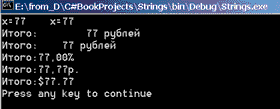 E:\from_D\C#BookProjects\Strings\bin\Debug\Strings.exe
x=77    x=77
Итого:          77 рублей
Итого:     77 рублей
Итого:77,00%
Итого:77,77р.
Итого:$77.77
Press any key to continue